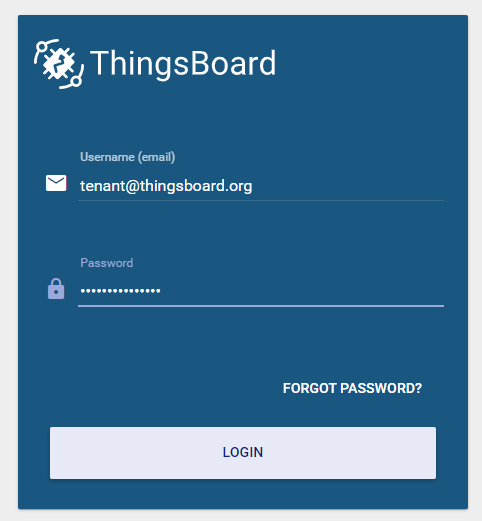 ThingsBoard
Username (email)
tenant@thingsboard.org
Password
•••••••••••••••
FORGOT PASSWORD?
LOGIN